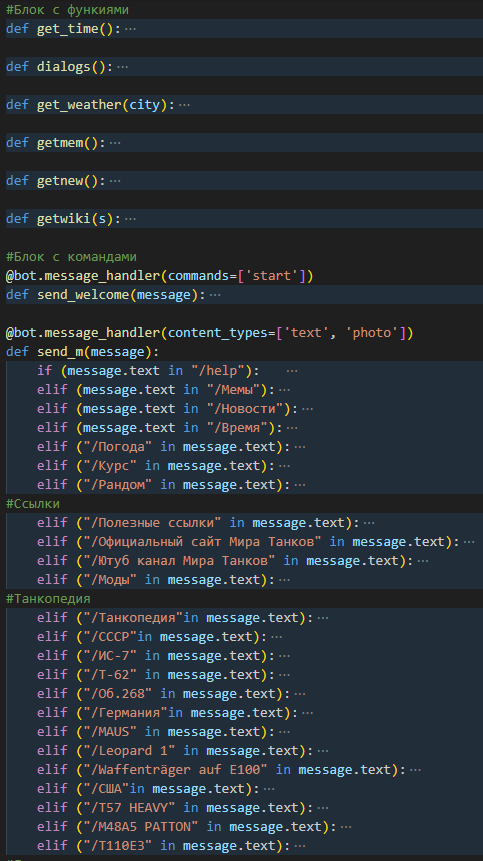 #Блок с функиями
def get_time():···
def dialogs():···
def get_weather(city):···
def getmem():···
def getnew():···
def getwiki(s):···
#Блок с командами
@bot.message_handler(commands=['start'])
def send_welcome(message):···
@bot.message_handler(content_types=['text', 'photo'])
def send_m(message):
if (message.text in "/help"): ···
elif (message.text in "/Мемы"):···
elif (message.text in "/Новости"):···
elif (message.text in "/Время"):···
elif ("/Погода" in message.text):···
elif ("/Курс" in message.text):···
elif ("/Рандом" in message.text):···
#Ссылки
elif ("/Полезные ссылки" in message.text):···
elif ("/Официальный сайт Мира Танков" in message.text):···
elif ("/Ютуб канал Мира Танков" in message.text):···
elif ("/Моды" in message.text):···
#Танкопедия
elif ("/Танкопедия"in message.text):···
elif ("/СССР"in message.text):···
elif ("/ИС-7" in message.text):···
elif ("/Т-62" in message.text):···
elif ("/Об.268" in message.text):···
elif ("/Германия"in message.text):···
elif ("/MAUS" in message.text):···
elif ("/Leopard 1" in message.text):···
elif ("/Waffenträger auf E100" in message.text):···
elif ("/США"in message.text):···
elif ("/T57 HEAVY" in message.text):···
elif ("/M48A5 PATTON" in message.text):···
elif ("/T110E3" in message.text):···